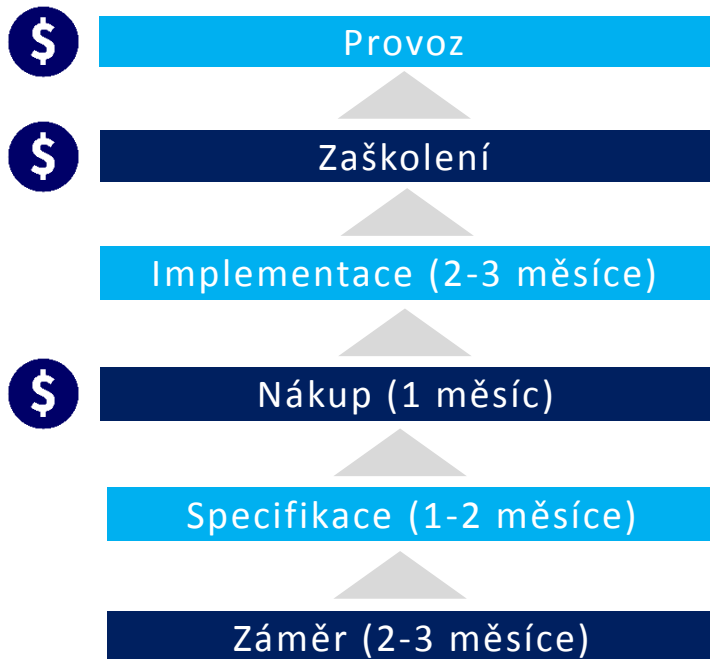 $ Provoz
$ Zaškolení
Implementace (2-3 měsíce)
$ Nákup (1 měsíc)
Specifikace (1-2 měsíce)
Záměr (2-3 měsíce)